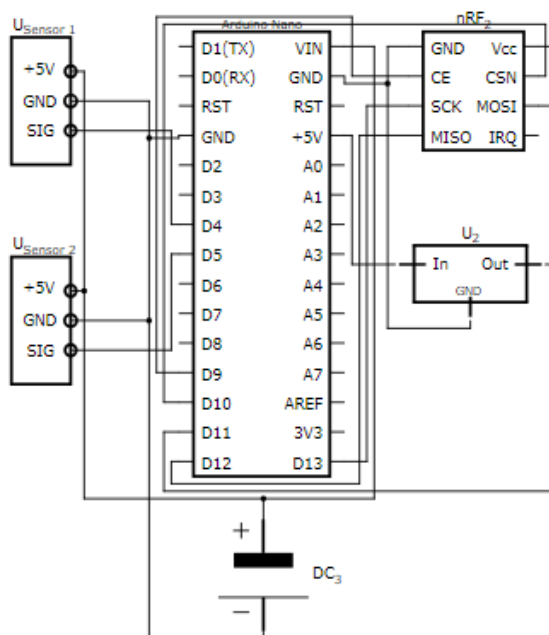 U Sensor 1
+5V
GND
SIG
U Sensor 2
+5V
GND
SIG
Arduino Nano
D1(TX) VIN
D0(RX) GND
RST RST
GND +5V
D2 A0
D3 A1
D4 A2
D5 A3
D6 A4
D7 A5
D8 A6
D9 A7
D10 AREF
D11 3V3
D12 D13
nRF2
GND Vcc
CE CSN
SCK MOSI
MISO IRQ
U2
In Out
GND
+
DC3
−